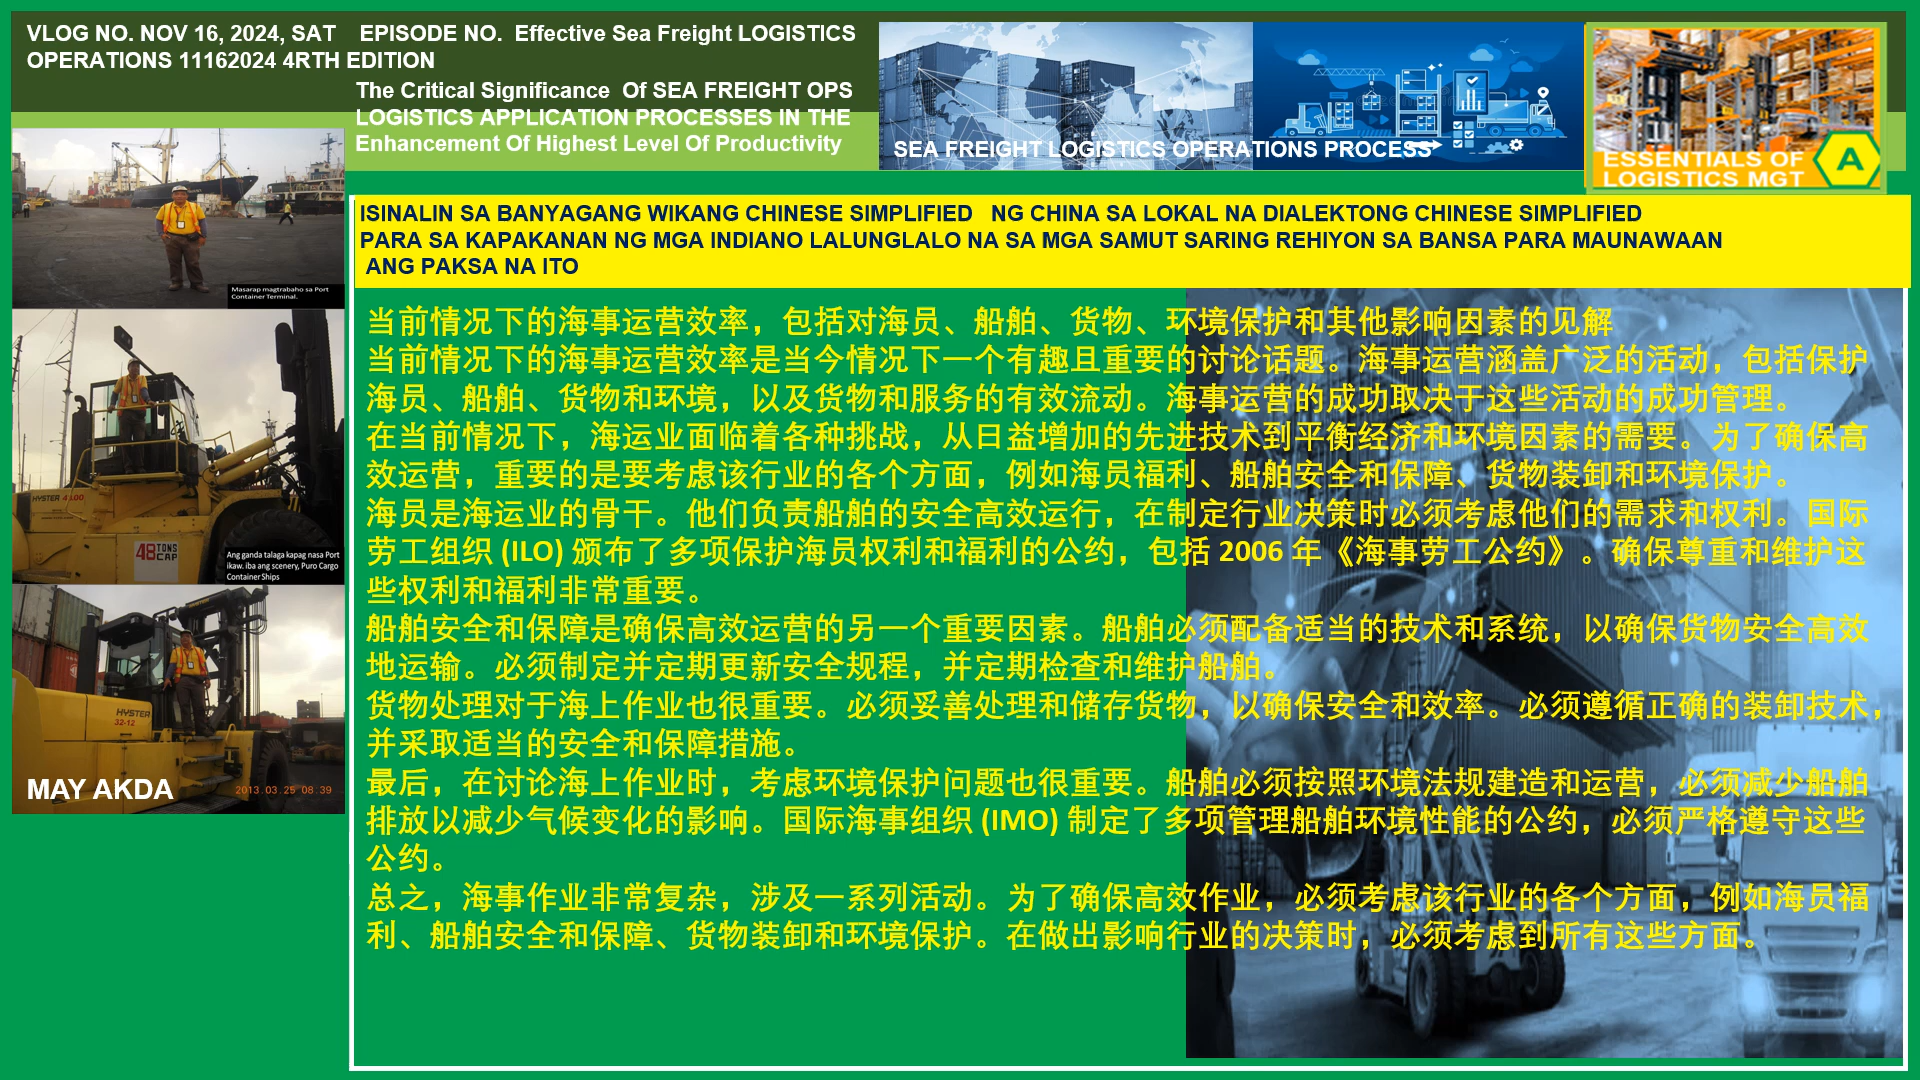 VLOG NO. NOV 16, 2024, SAT    EPISODE NO.  Effective Sea Freight LOGISTICS
OPERATIONS 11162024 4RTH EDITION
The Critical Significance  Of SEA FREIGHT OPS
LOGISTICS APPLICATION PROCESSES IN THE
Enhancement Of Highest Level Of Productivity
SEA FREIGHT LOGISTICS OPERATIONS PROCESS
ESSENTIALS OF
LOGISTICS MGT
A
ISINALIN SA BANYAGANG WIKANG CHINESE SIMPLIFIED   NG CHINA SA LOKAL NA DIALEKTONG CHINESE SIMPLIFIED
PARA SA KAPAKANAN NG MGA INDIANO LALUNGLALO NA SA MGA SAMUT SARING REHIYON SA BANSA PARA MAUNAWAAN
ANG PAKSA NA ITO
Masarap magtrabaho sa Port
Container Terminal.
HYSTER 48.00
48 TONS
CAP
Ang ganda talaga kapag nasa Port
ikaw. iba ang scenery, Puro Cargo
Container Ships
HYSTER
32-12
MAY AKDA
2013.03.25 08:39
当前情况下的海事运营效率，包括对海员、船舶、货物、环境保护和其他影响因素的见解
当前情况下的海事运营效率是当今情况下一个有趣且重要的讨论话题。海事运营涵盖广泛的活动，包括保护
海员、船舶、货物和环境，以及货物和服务的有效流动。海事运营的成功取决于这些活动的成功管理。
在当前情况下，海运业面临着各种挑战，从日益增加的先进技术到平衡经济和环境因素的需要。为了确保高
效运营，重要的是要考虑该行业的各个方面，例如海员福利、船舶安全和保障、货物装卸和环境保护。
海员是海运业的骨干。他们负责船舶的安全高效运行，在制定行业决策时必须考虑他们的需求和权利。国际
劳工组织 (ILO) 颁布了多项保护海员权利和福利的公约，包括 2006 年《海事劳工公约》。确保尊重和维护这
些权利和福利非常重要。
船舶安全和保障是确保高效运营的另一个重要因素。船舶必须配备适当的技术和系统，以确保货物安全高效
地运输。必须制定并定期更新安全规程，并定期检查和维护船舶。
货物处理对于海上作业也很重要。必须妥善处理和储存货物，以确保安全和效率。必须遵循正确的装卸技术，
并采取适当的安全和保障措施。
最后，在讨论海上作业时，考虑环境保护问题也很重要。船舶必须按照环境法规建造和运营，必须减少船舶
排放以减少气候变化的影响。国际海事组织 (IMO) 制定了多项管理船舶环境性能的公约，必须严格遵守这些
公约。
总之，海事作业非常复杂，涉及一系列活动。为了确保高效作业，必须考虑该行业的各个方面，例如海员福
利、船舶安全和保障、货物装卸和环境保护。在做出影响行业的决策时，必须考虑到所有这些方面。